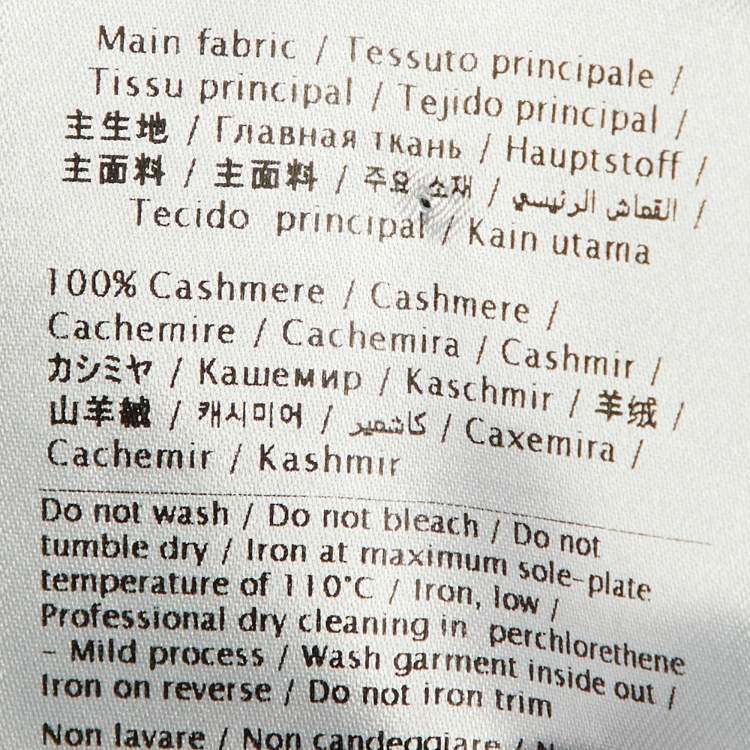 Main fabric / Tessuto principale /
Tissu principal / Tejido principal /
主生地 / Главная ткань / Hauptstoff /
主面料 / 主面料 / 주요 소재 / القماش الرئيسي /
Tecido principal / Kain utama
100% Cashmere / Cashmere /
Cachemire / Cachemira / Cashmir /
カシミヤ / Кашемир / Kaschmir / 羊绒 /
山羊絨 / 캐시미어 / كاشمير / Caxemira /
Cachemir / Kashmir
Do not wash / Do not bleach / Do not
tumble dry / Iron at maximum sole-plate
temperature of 110°C / Iron, low /
Professional dry cleaning in perchlorethene
- Mild process / Wash garment inside out /
Iron on reverse / Do not iron trim
Non lavare / Non candeggiare /